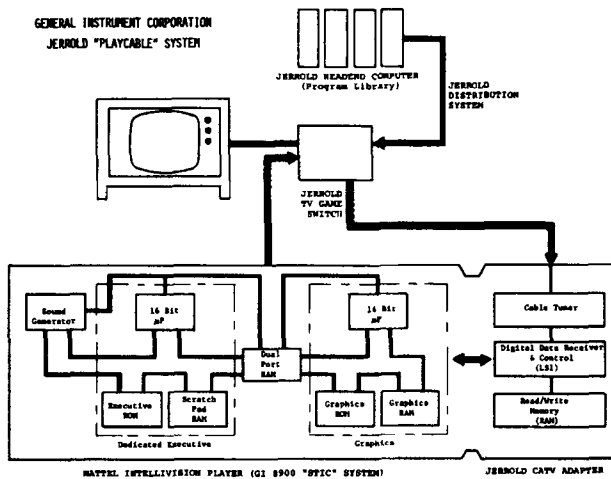 GENERAL INSTRUMENT CORPORATION
JERROLD "PLAYCABLE" SYSTEM
JERROLD HEADEND COMPUTER
(Program Library)
JERROLD
DISTRIBUTION
SYSTEM
JERROLD
TV GAME
SWITCH
Sound
Generator
16 Bit
µP
16 Bit
µP
Cable Tuner
Dual
Port
RAM
Digital Data Receiver
& Control
(LSI)
Executive
ROM
Scratch
Pad
RAM
Graphics
ROM
Graphics
RAM
Read/Write
Memory
(RAM)
Dedicated Executive
Graphics
MATTEL INTELLIVISION PLAYER (GI 8900 "STIC" SYSTEM)
JERROLD CATV ADAPTER